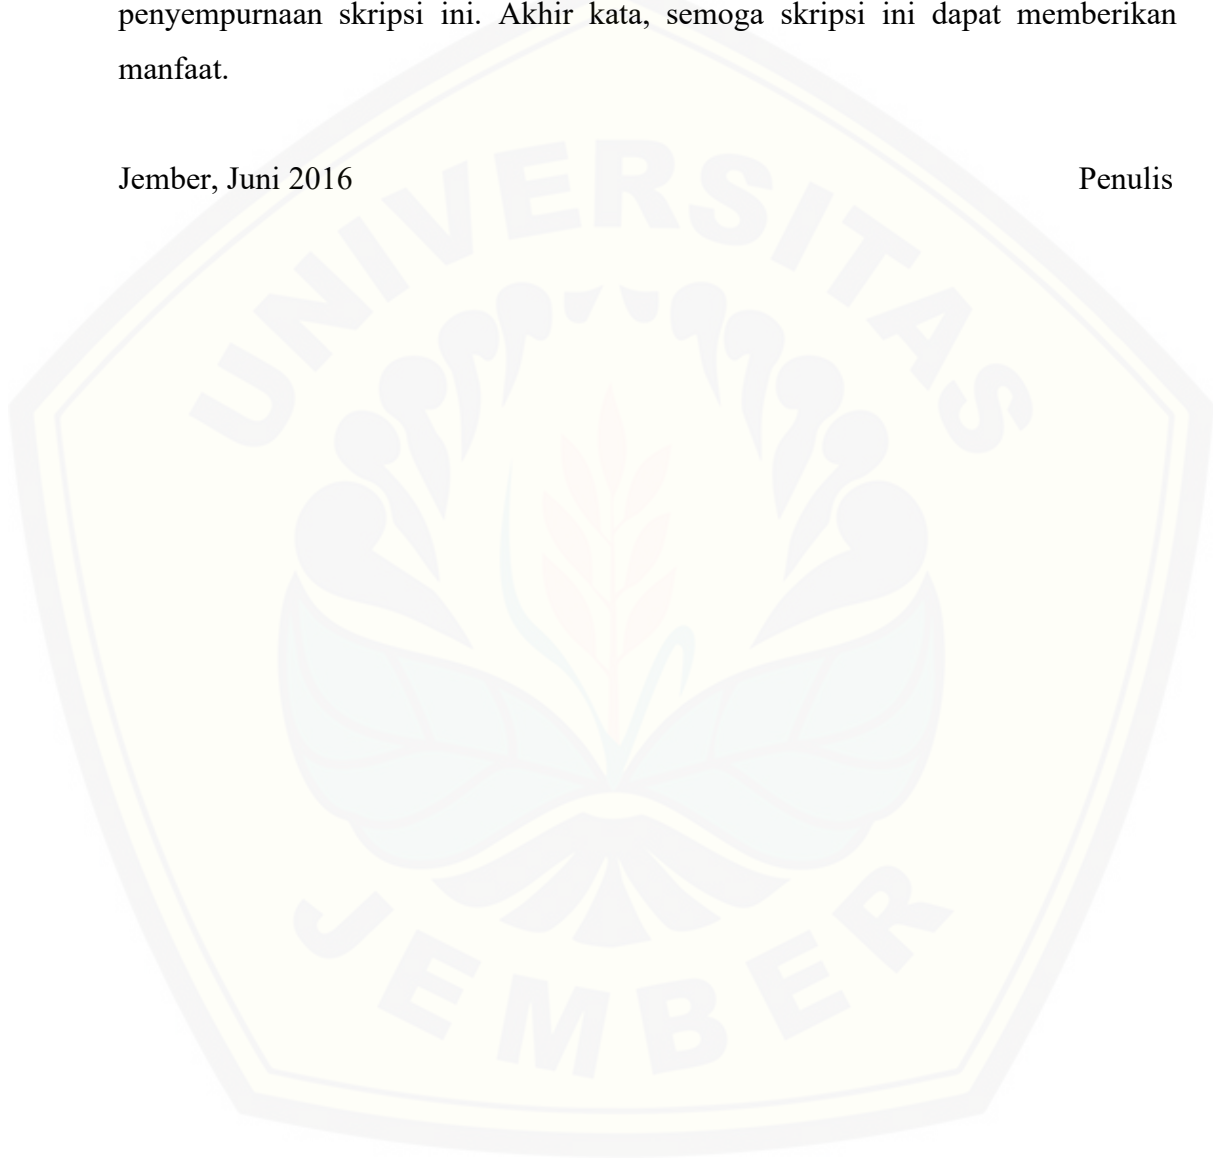 penyempurnaan skripsi ini. Akhir kata, semoga skripsi ini dapat memberikan
manfaat.
Jember, Juni 2016 Penulis
UNIVERSITAS
JEMBER